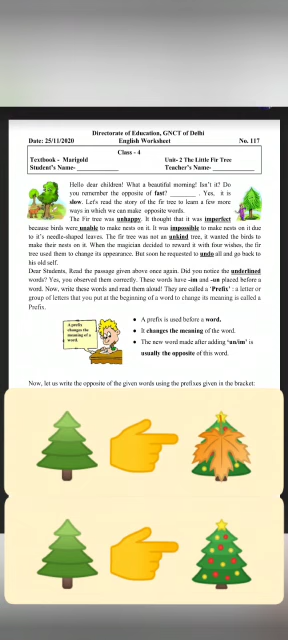 Directorate of Education, GNCT of Delhi
Date: 25/11/2020 English Worksheet No. 117
Class - 4
Textbook - Marigold Unit- 2 The Little Fir Tree
Student's Name- ____________ Teacher's Name- ____________
Hello dear children! What a beautiful morning! Isn't it? Do
you remember the opposite of fast? ________ . Yes, it is
slow. Let's read the story of the fir tree to learn a few more
ways in which we can make opposite words.
The Fir tree was unhappy. It thought that it was imperfect
because birds were unable to make nests on it. It was impossible to make nests on it due
to it's needle-shaped leaves. The fir tree was not an unkind tree, it wanted the birds to
make their nests on it. When the magician decided to reward it with four wishes, the fir
tree used them to change its appearance. But soon he requested to undo all and go back to
his old self.
Dear Students, Read the passage given above once again. Did you notice the underlined
words? Yes, you observed them correctly. These words have -im and -un placed before a
word. Now, write these words and read them aloud! They are called a 'Prefix' : a letter or
group of letters that you put at the beginning of a word to change its meaning is called a
Prefix.
A prefix
changes the
meaning of a
word.
• A prefix is used before a word.
• It changes the meaning of the word.
• The new word made after adding 'un/im' is
usually the opposite of this word.
Now, let us write the opposite of the given words using the prefixes given in the bracket: